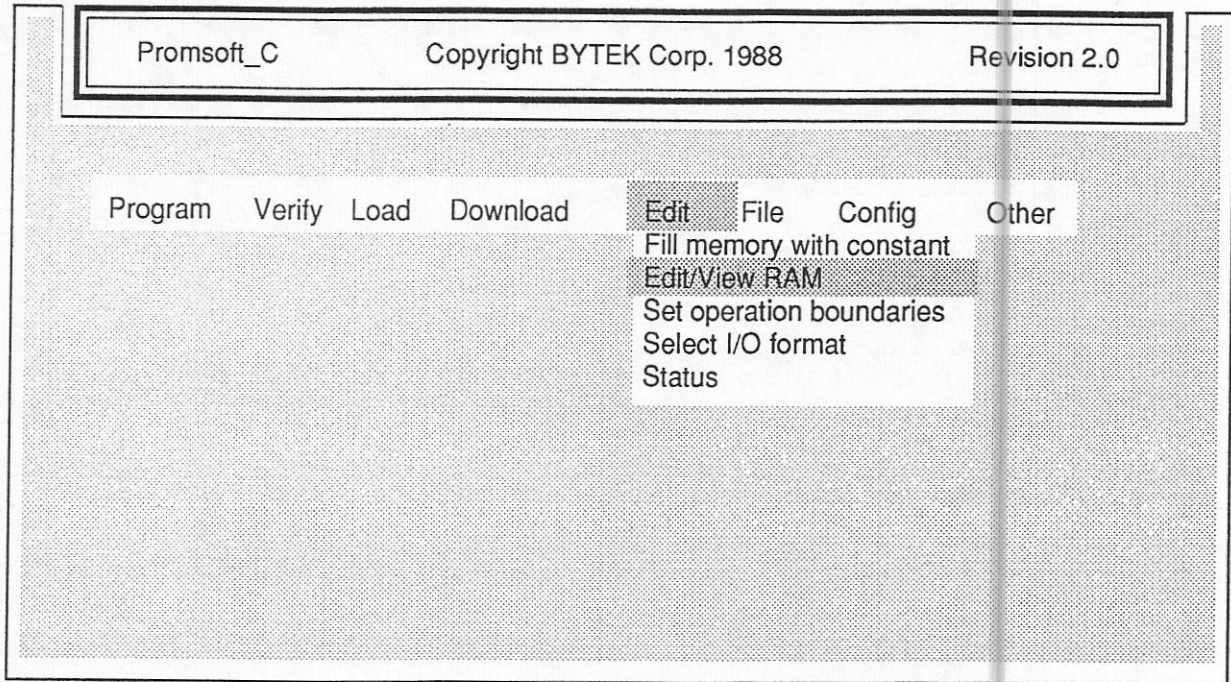 Promsoft_C Copyright BYTEK Corp. 1988 Revision 2.0
Program Verify Load Download Edit File Config Other
Fill memory with constant
Edit/View RAM
Set operation boundaries
Select I/O format
Status